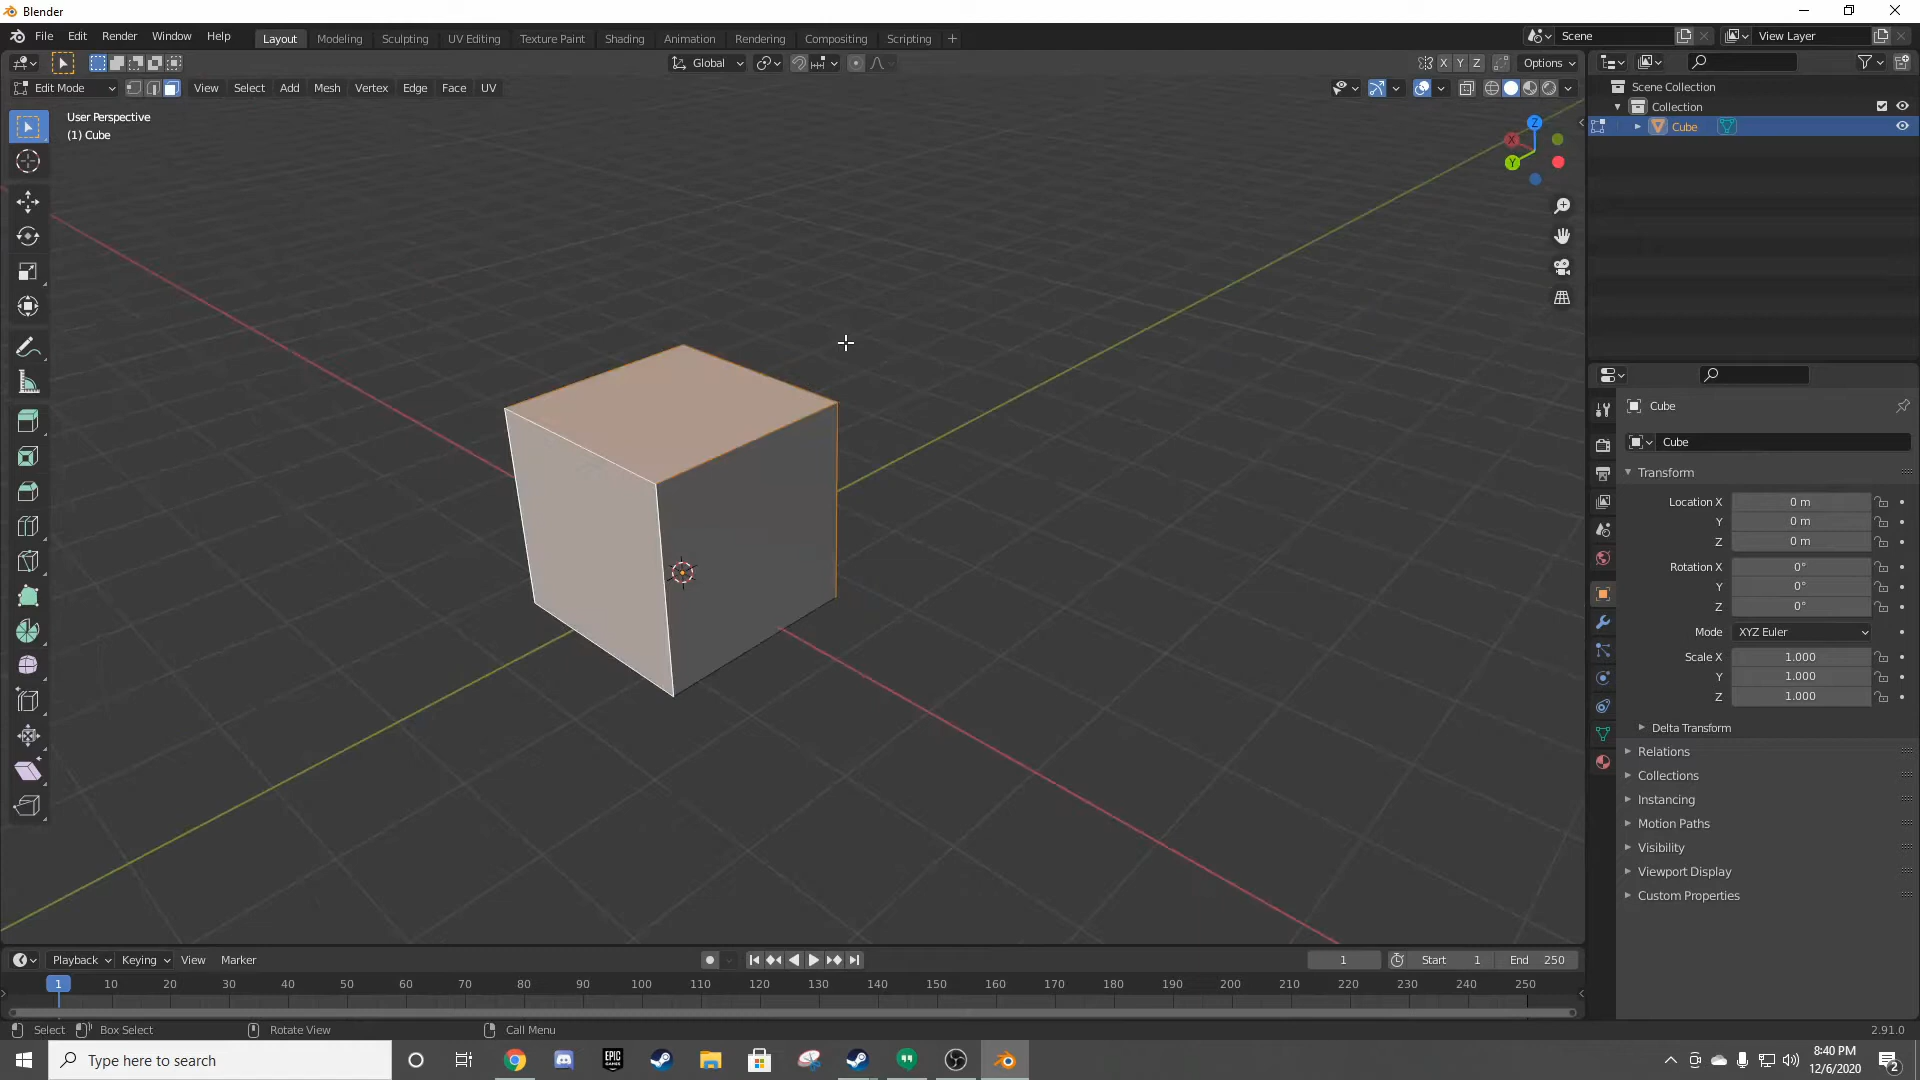 Blender
File Edit Render Window Help
Layout Modeling Sculpting UV Editing Texture Paint Shading Animation Rendering Compositing Scripting +
Scene
View Layer
Global
X Y Z
Options
Edit Mode
View Select Add Mesh Vertex Edge Face UV
User Perspective
(1) Cube
Z
X
Y
Scene Collection
Collection
Cube
Cube
Cube
Transform
Location X 0 m
Y 0 m
Z 0 m
Rotation X 0°
Y 0°
Z 0°
Mode XYZ Euler
Scale X 1.000
Y 1.000
Z 1.000
Delta Transform
Relations
Collections
Instancing
Motion Paths
Visibility
Viewport Display
Custom Properties
Playback Keying View Marker
1
Start 1
End 250
1 10 20 30 40 50 60 70 80 90 100 110 120 130 140 150 160 170 180 190 200 210 220 230 240 250
Select Box Select Rotate View Call Menu
2.91.0
Type here to search
EPIC GAMES
8:40 PM
12/6/2020
2